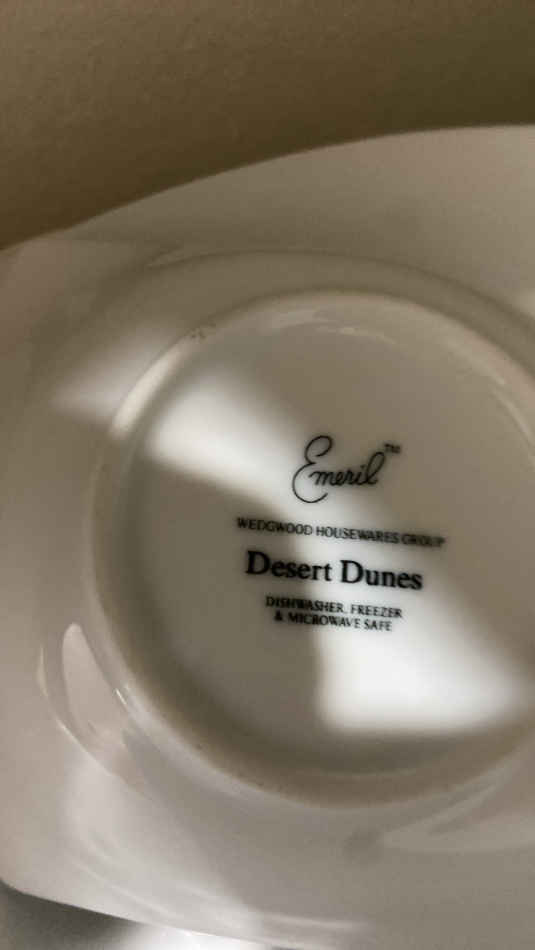 Emeril™
WEDGWOOD HOUSEWARES GROUP
Desert Dunes
DISHWASHER, FREEZER
& MICROWAVE SAFE